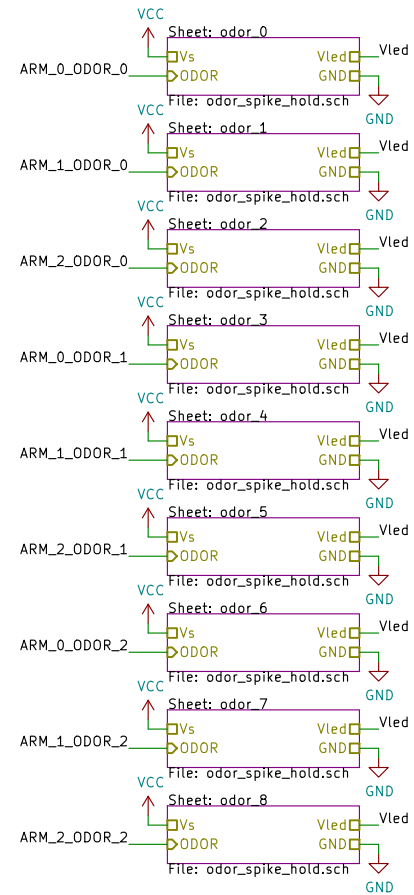 VCC
Sheet: odor_0
Vled
Vs Vled
ARM_0_ODOR_0
ODOR GND
File: odor_spike_hold.sch
GND
VCC
Sheet: odor_1
Vled
Vs Vled
ARM_1_ODOR_0
ODOR GND
File: odor_spike_hold.sch
GND
VCC
Sheet: odor_2
Vled
Vs Vled
ARM_2_ODOR_0
ODOR GND
File: odor_spike_hold.sch
GND
VCC
Sheet: odor_3
Vled
Vs Vled
ARM_0_ODOR_1
ODOR GND
File: odor_spike_hold.sch
GND
VCC
Sheet: odor_4
Vled
Vs Vled
ARM_1_ODOR_1
ODOR GND
File: odor_spike_hold.sch
GND
VCC
Sheet: odor_5
Vled
Vs Vled
ARM_2_ODOR_1
ODOR GND
File: odor_spike_hold.sch
GND
VCC
Sheet: odor_6
Vled
Vs Vled
ARM_0_ODOR_2
ODOR GND
File: odor_spike_hold.sch
GND
VCC
Sheet: odor_7
Vled
Vs Vled
ARM_1_ODOR_2
ODOR GND
File: odor_spike_hold.sch
GND
VCC
Sheet: odor_8
Vled
Vs Vled
ARM_2_ODOR_2
ODOR GND
File: odor_spike_hold.sch
GND